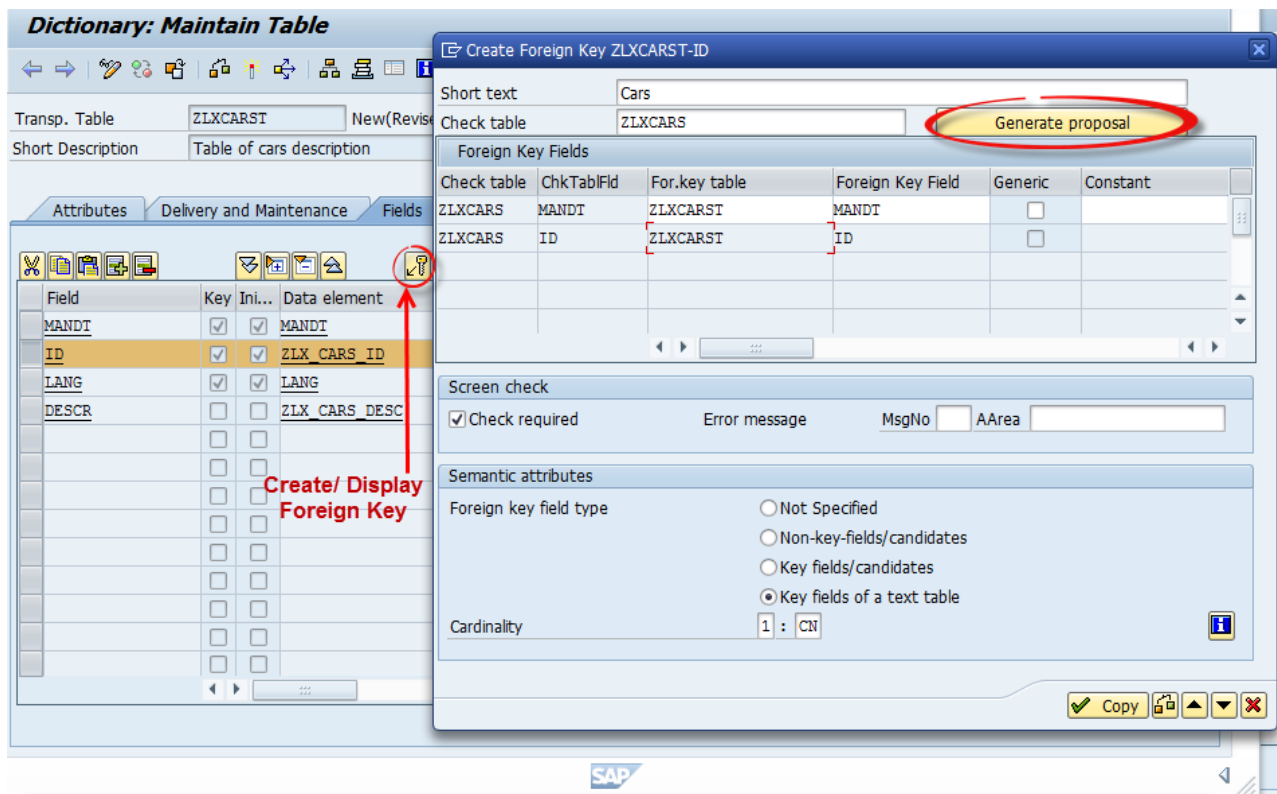 Dictionary: Maintain Table
Transp. Table ZLXCARST New(Revise
Short Description Table of cars description
Attributes Delivery and Maintenance Fields
Field Key Ini... Data element
MANDT MANDT
ID ZLX_CARS_ID
LANG LANG
DESCR ZLX_CARS_DESC
Create/ Display
Foreign Key
Create Foreign Key ZLXCARST-ID
Short text Cars
Check table ZLXCARS Generate proposal
Foreign Key Fields
Check table ChkTablFld For.key table Foreign Key Field Generic Constant
ZLXCARS MANDT ZLXCARST MANDT
ZLXCARS ID ZLXCARST ID
Screen check
Check required Error message MsgNo AArea
Semantic attributes
Foreign key field type Not Specified
Non-key-fields/candidates
Key fields/candidates
Key fields of a text table
Cardinality 1 : CN
Copy
SAP